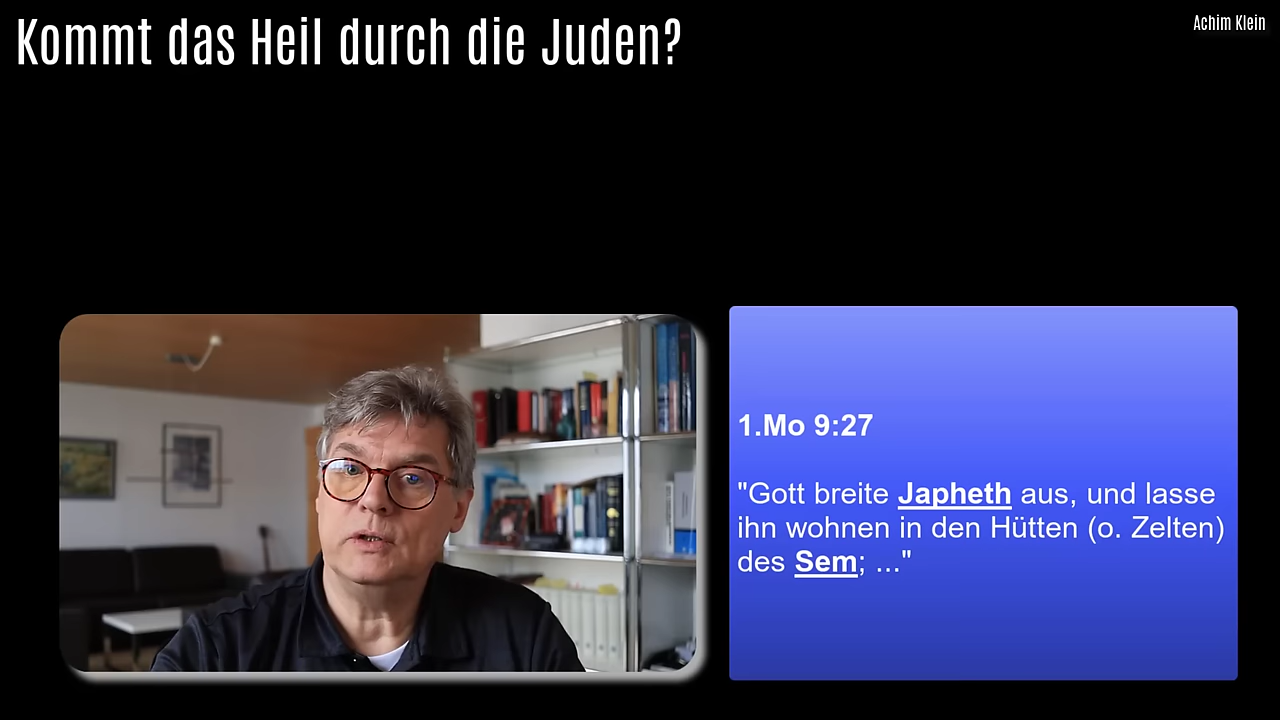 Kommt das Heil durch die Juden?
Achim Klein
1.Mo 9:27
"Gott breite Japheth aus, und lasse
ihn wohnen in den Hütten (o. Zelten)
des Sem; ..."